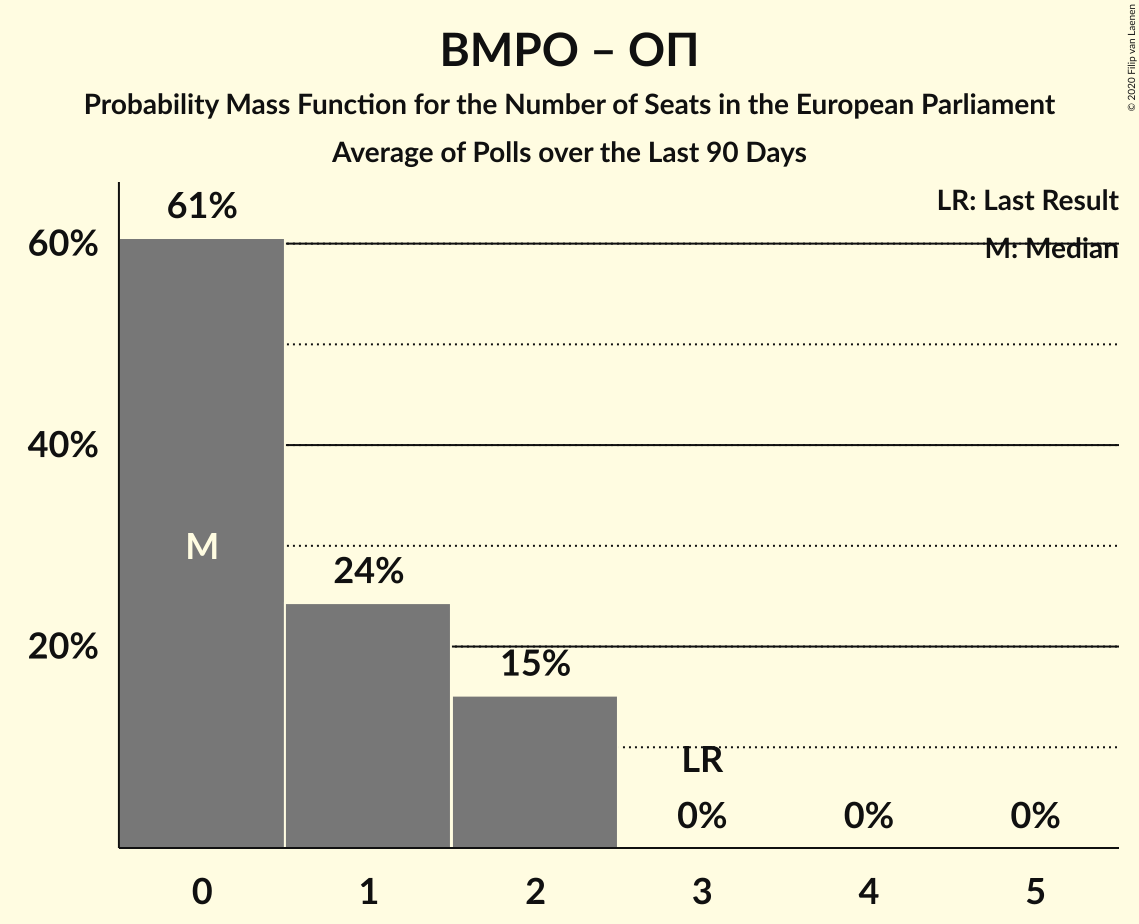 ВМРО – ОП
Probability Mass Function for the Number of Seats in the European Parliament
Average of Polls over the Last 90 Days
© 2020 Filip van Laenen
LR: Last Result
M: Median
61%
60%
40%
M
24%
20%
15%
LR
0% 0% 0%
0 1 2 3 4 5